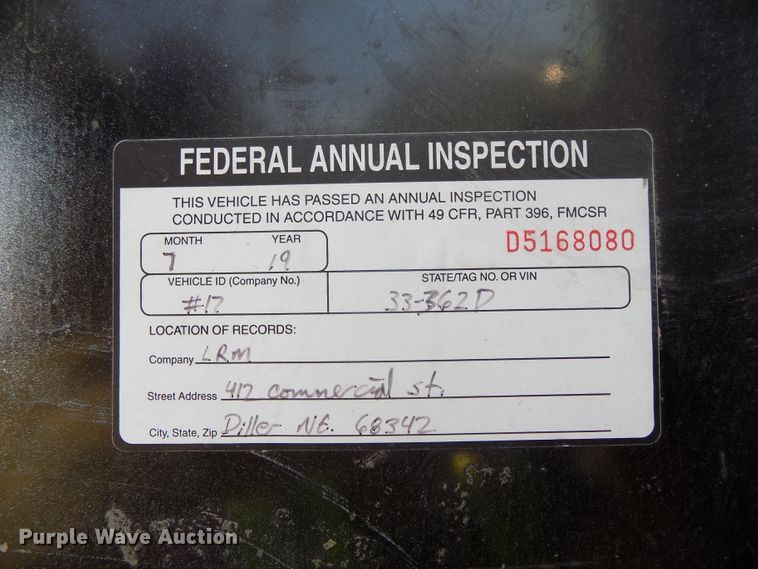 FEDERAL ANNUAL INSPECTION
THIS VEHICLE HAS PASSED AN ANNUAL INSPECTION
CONDUCTED IN ACCORDANCE WITH 49 CFR, PART 396, FMCSR
MONTH YEAR
7 19
D5168080
VEHICLE ID (Company No.) STATE/TAG NO. OR VIN
#17 33-362D
LOCATION OF RECORDS:
Company LRM
Street Address 412 commercial st.
City, State, Zip Diller NE. 68342
Purple Wave Auction